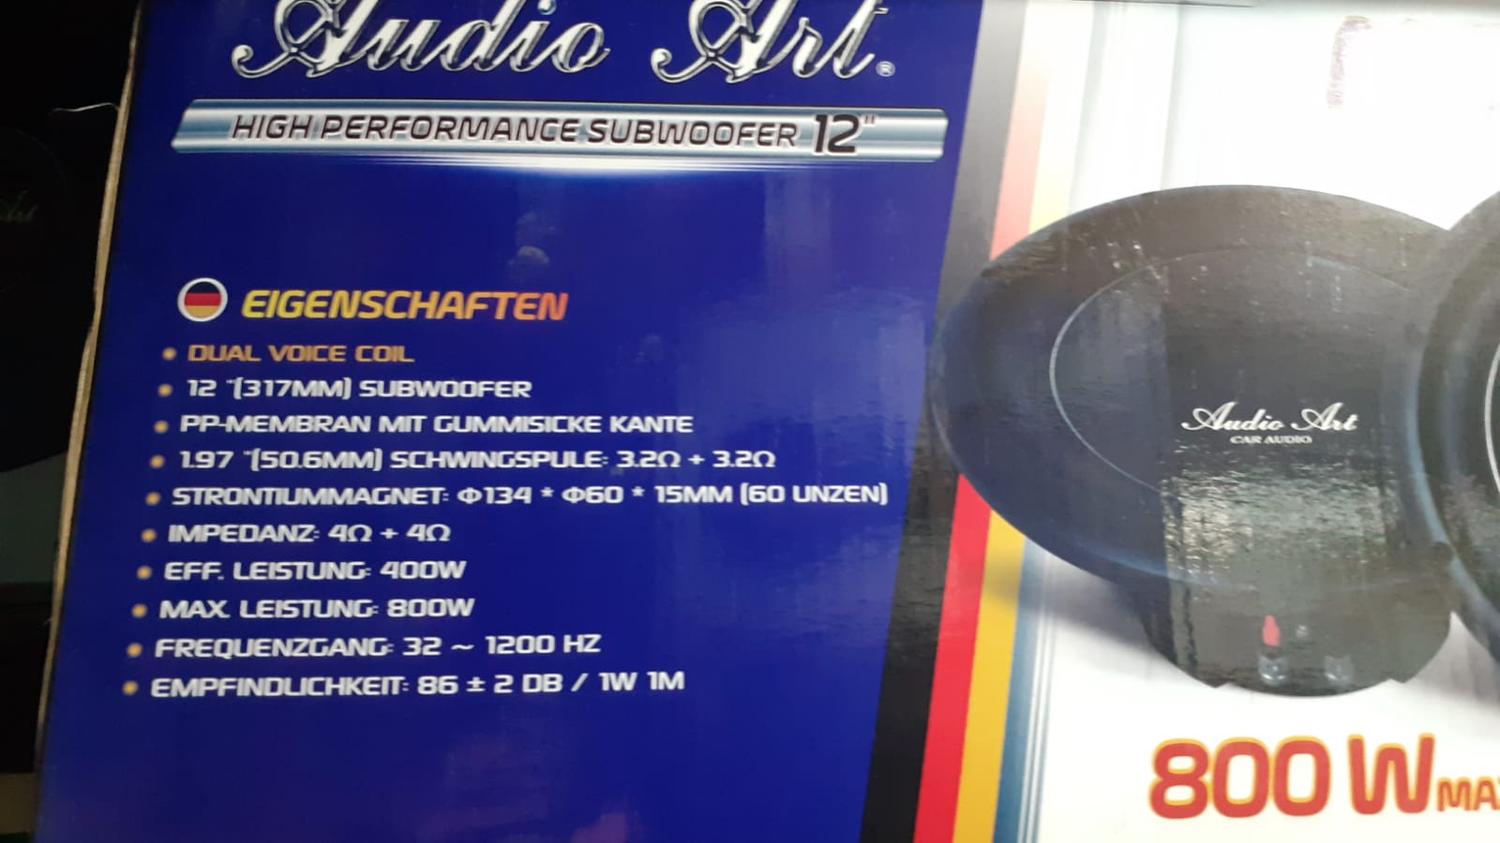 Audio Art®
HIGH PERFORMANCE SUBWOOFER 12"
EIGENSCHAFTEN
DUAL VOICE COIL
12 "(317MM) SUBWOOFER
PP-MEMBRAN MIT GUMMISICKE KANTE
1.97 "(50.6MM) SCHWINGSPULE: 3.2Ω + 3.2Ω
STRONTIUMMAGNET: Φ134 * Φ60 * 15MM (60 UNZEN)
IMPEDANZ: 4Ω + 4Ω
EFF. LEISTUNG: 400W
MAX. LEISTUNG: 800W
FREQUENZGANG: 32 ~ 1200 HZ
EMPFINDLICHKEIT: 86 ± 2 DB / 1W 1M
Audio Art
CAR AUDIO
800 W